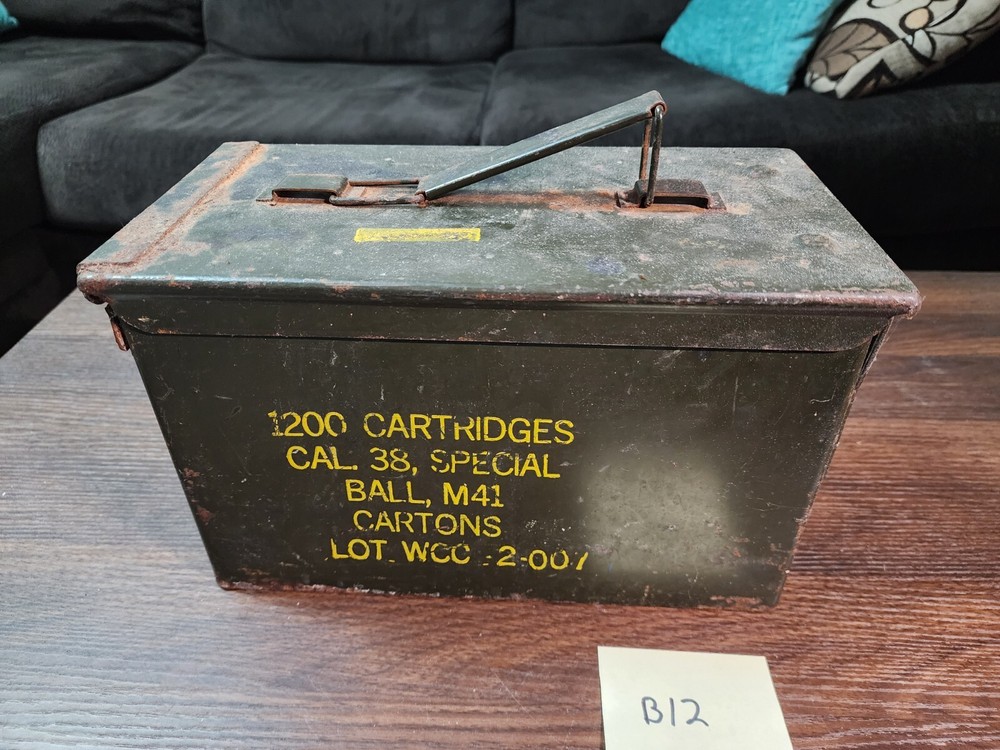 1200 CARTRIDGES
CAL. 38, SPECIAL
BALL, M41
CARTONS
LOT WCC -2-007
B12